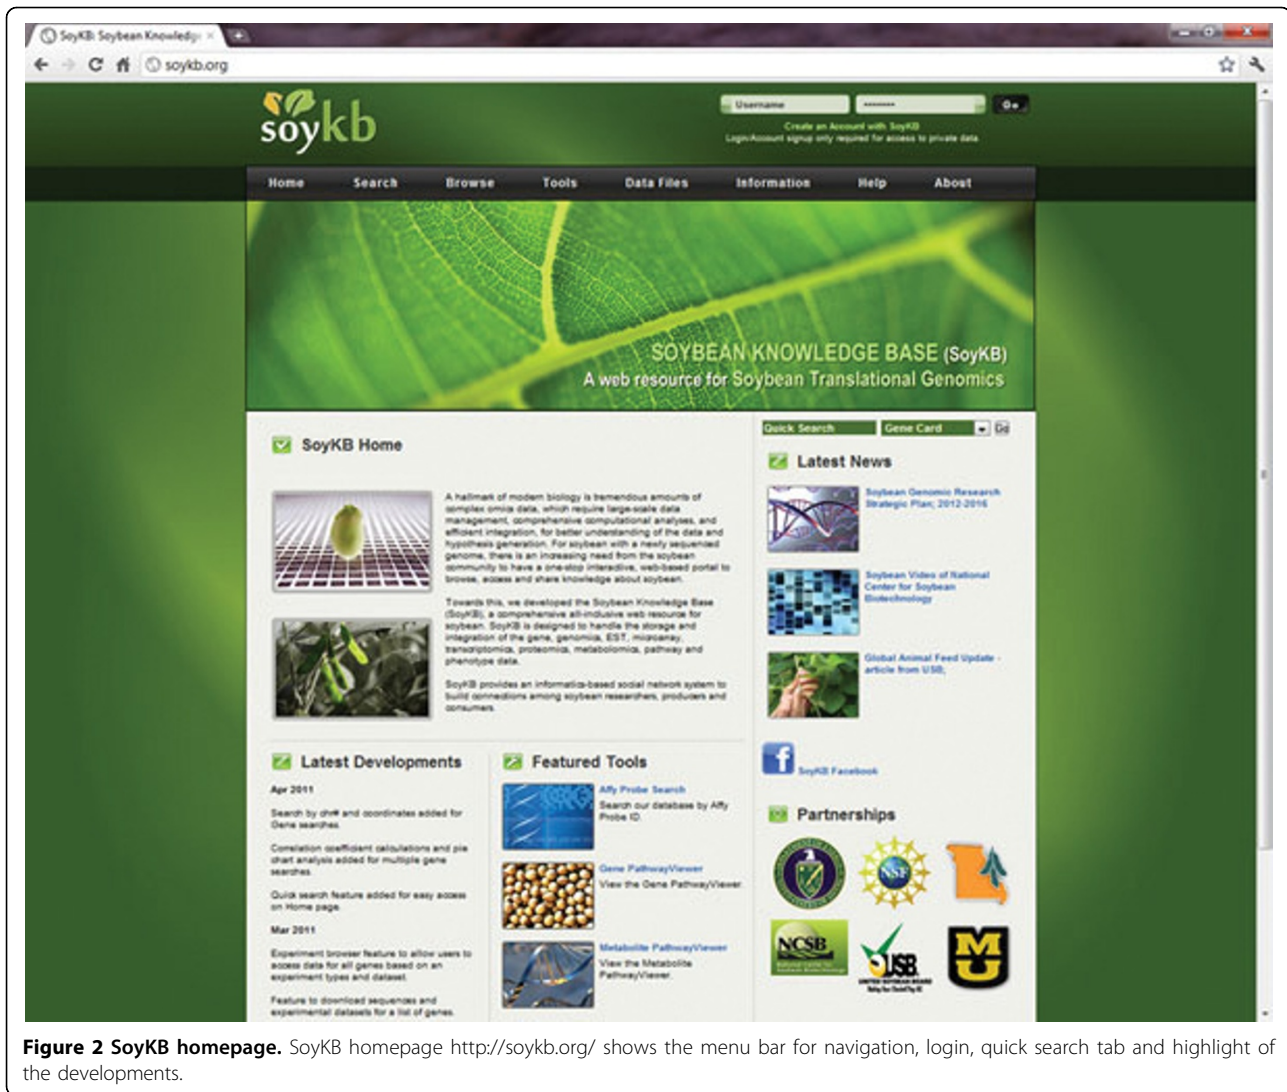 SoyKB: Soybean Knowledge
soykb.org
soykb
Username
Go
Create an Account with SoyKB
Login/Account signup only required for access to private data.
Home Search Browse Tools Data Files Information Help About
SOYBEAN KNOWLEDGE BASE (SoyKB)
A web resource for Soybean Translational Genomics
SoyKB Home
A hallmark of modern biology is tremendous amounts of
complex omics data, which require large-scale data
management, comprehensive computational analyses, and
efficient integration, for better understanding of the data and
hypothesis generation. For soybean with a newly sequenced
genome, there is an increasing need from the soybean
community to have a one-stop interactive, web-based portal to
browse, access and share knowledge about soybean.
Towards this, we developed the Soybean Knowledge Base
(SoyKB), a comprehensive all-inclusive web resource for
soybean. SoyKB is designed to handle the storage and
integration of the gene, genomics, EST, microarray,
transcriptomics, proteomics, metabolomics, pathway and
phenotype data.
SoyKB provides an informatics-based social network system to
build connections among soybean researchers, producers and
consumers.
Quick Search Gene Card Go
Latest News
Soybean Genomic Research
Strategic Plan; 2012-2016
Soybean Video of National
Center for Soybean
Biotechnology
Global Animal Feed Update -
article from USB;
SoyKB Facebook
Partnerships
NSF
NCSB
National Center for
Soybean Biotechnology
USB
UNITED SOYBEAN BOARD
MU
Latest Developments
Apr 2011
Search by chr# and coordinates added for
Gene searches.
Correlation coefficient calculations and pie
chart analysis added for multiple gene
searches.
Quick search feature added for easy access
on Home page.
Mar 2011
Experiment browser feature to allow users to
access data for all genes based on an
experiment types and dataset.
Feature to download sequences and
experimental datasets for a list of genes.
Featured Tools
Affy Probe Search
Search our database by Affy
Probe ID.
Gene PathwayViewer
View the Gene PathwayViewer.
Metabolite PathwayViewer
View the Metabolite
PathwayViewer.
Figure 2 SoyKB homepage. SoyKB homepage http://soykb.org/ shows the menu bar for navigation, login, quick search tab and highlight of
the developments.